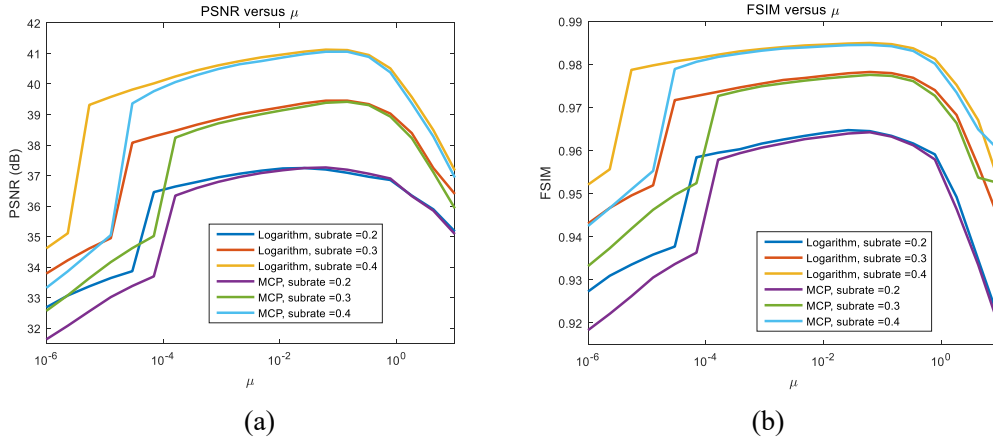 PSNR versus μ
42
41
40
39
38
37
36
35
34
33
32
PSNR (dB)
Logarithm, subrate =0.2
Logarithm, subrate =0.3
Logarithm, subrate =0.4
MCP, subrate =0.2
MCP, subrate =0.3
MCP, subrate =0.4
10^-6
10^-4
10^-2
10^0
μ
(a)
FSIM versus μ
0.99
0.98
0.97
0.96
0.95
0.94
0.93
0.92
FSIM
Logarithm, subrate =0.2
Logarithm, subrate =0.3
Logarithm, subrate =0.4
MCP, subrate =0.2
MCP, subrate =0.3
MCP, subrate =0.4
10^-6
10^-4
10^-2
10^0
μ
(b)